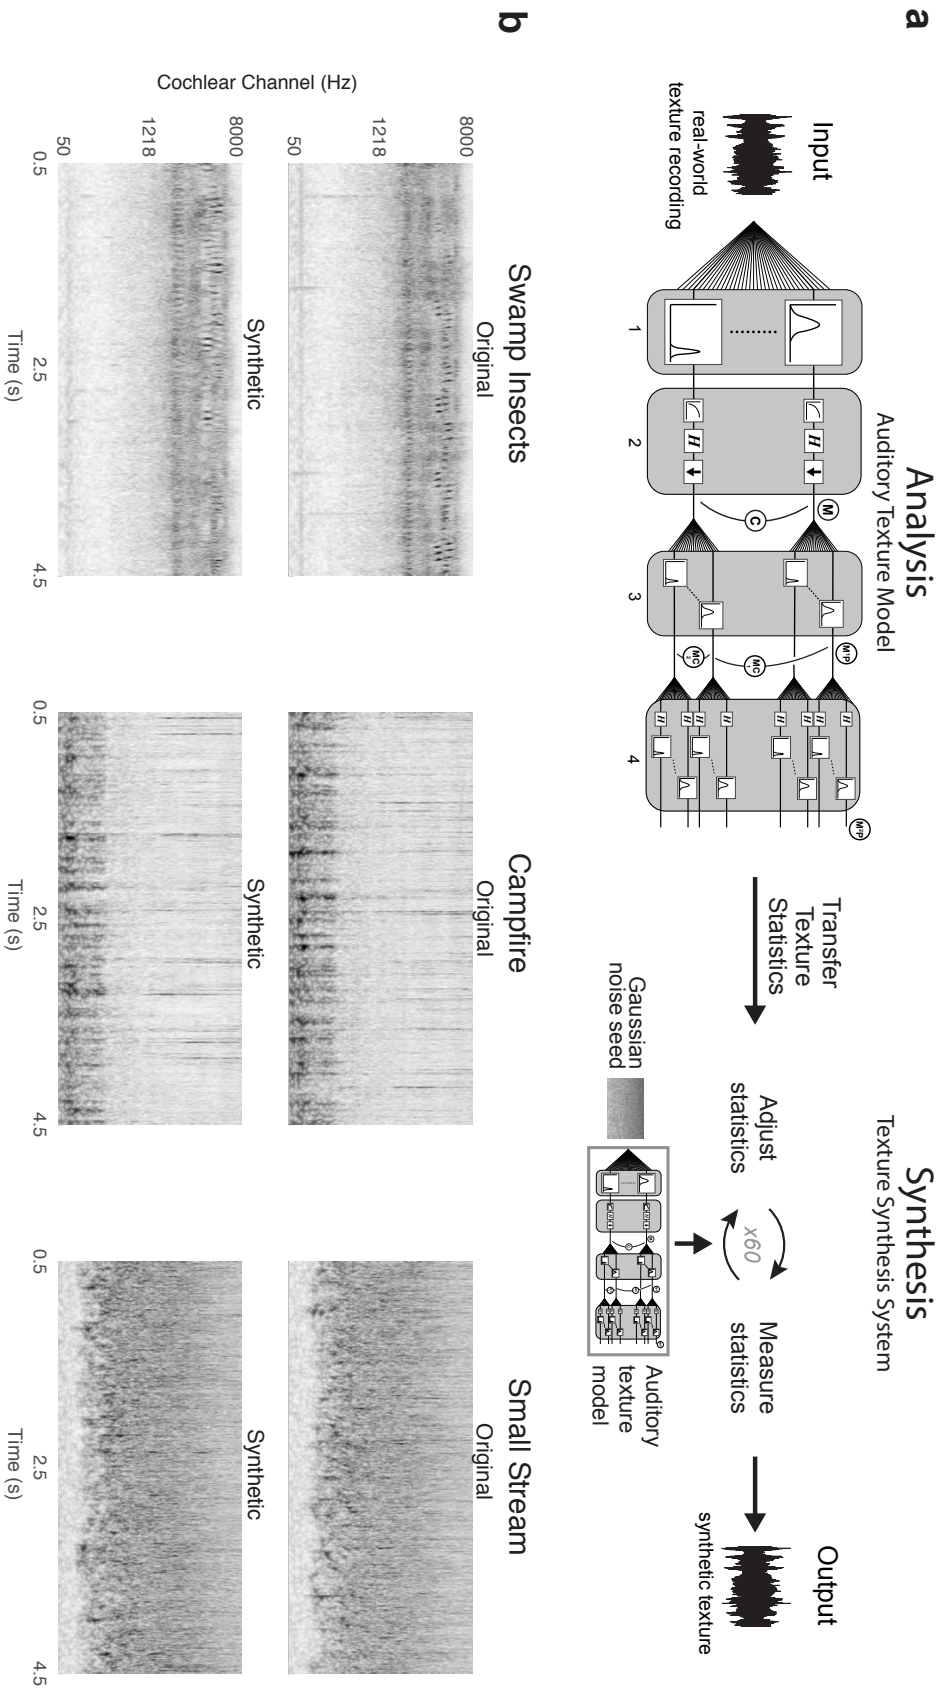 a
Analysis
Auditory Texture Model
Input
real-world
texture recording
1
2
3
4
H
H
M
C
M¹P
MC
1
MC
2
H
H
H
H
H
H
H
H
M²P
Transfer
Texture
Statistics
Synthesis
Texture Synthesis System
Adjust
statistics
x60
Measure
statistics
Gaussian
noise seed
Auditory
texture
model
Output
synthetic texture
b
Swamp Insects
Campfire
Small Stream
Original
Original
Original
8000
1218
50
Cochlear Channel (Hz)
Synthetic
Synthetic
Synthetic
8000
1218
50
0.5
2.5
4.5
0.5
2.5
4.5
0.5
2.5
4.5
Time (s)
Time (s)
Time (s)